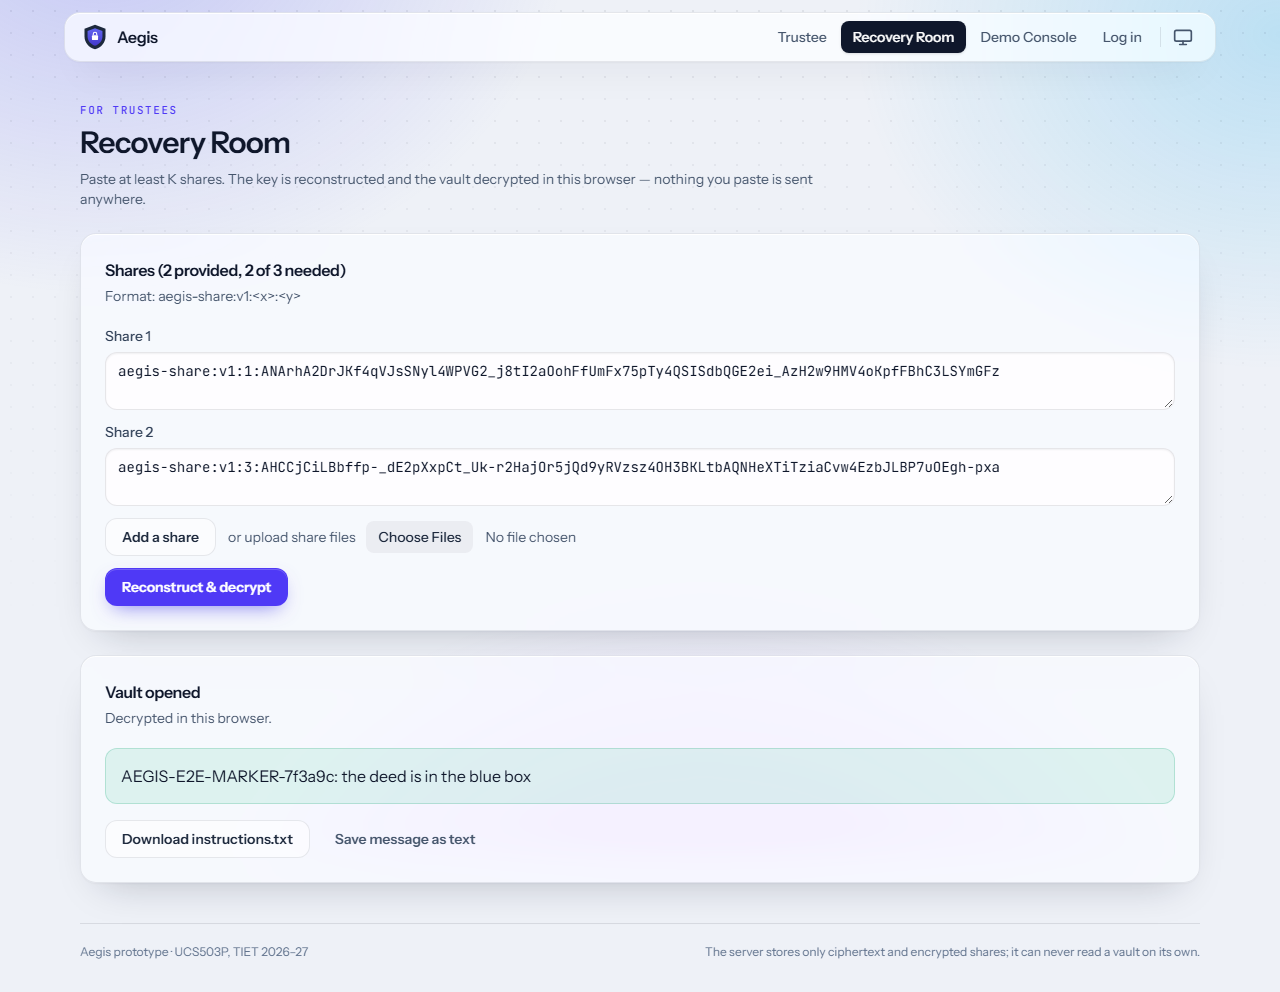 Aegis
Trustee
Recovery Room
Demo Console
Log in
FOR TRUSTEES
Recovery Room
Paste at least K shares. The key is reconstructed and the vault decrypted in this browser — nothing you paste is sent
anywhere.
Shares (2 provided, 2 of 3 needed)
Format: aegis-share:v1:<x>:<y>
Share 1
aegis-share:v1:1:ANArhA2DrJKf4qVJsSNyl4WPVG2_j8tI2aOohFfUmFx75pTy4QSISdbQGE2ei_AzH2w9HMV4oKpfFBhC3LSYmGFz
Share 2
aegis-share:v1:3:AHCCjCiLBbffp-_dE2pXxpCt_Uk-r2HajOr5jQd9yRVzsz4OH3BKLtbAQNHeXTiTziaCvw4EzbJLBP7uOEgh-pxa
Add a share
or upload share files
Choose Files
No file chosen
Reconstruct & decrypt
Vault opened
Decrypted in this browser.
AEGIS-E2E-MARKER-7f3a9c: the deed is in the blue box
Download instructions.txt
Save message as text
Aegis prototype · UCS503P, TIET 2026–27
The server stores only ciphertext and encrypted shares; it can never read a vault on its own.